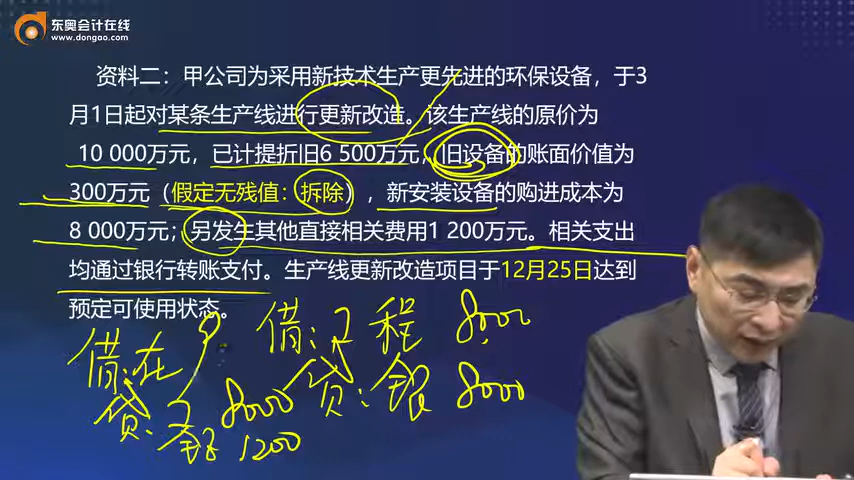 东奥会计在线
www.dongao.com
资料二：甲公司为采用新技术生产更先进的环保设备，于3
月1日起对某条生产线进行更新改造。该生产线的原价为
10 000万元，已计提折旧6 500万元，旧设备的账面价值为
300万元（假定无残值：拆除），新安装设备的购进成本为
8 000万元；另发生其他直接相关费用1 200万元。相关支出
均通过银行转账支付。生产线更新改造项目于12月25日达到
预定可使用状态。
借：工程 8000
贷：银 8000
借：在
贷：工 8000
银 1200